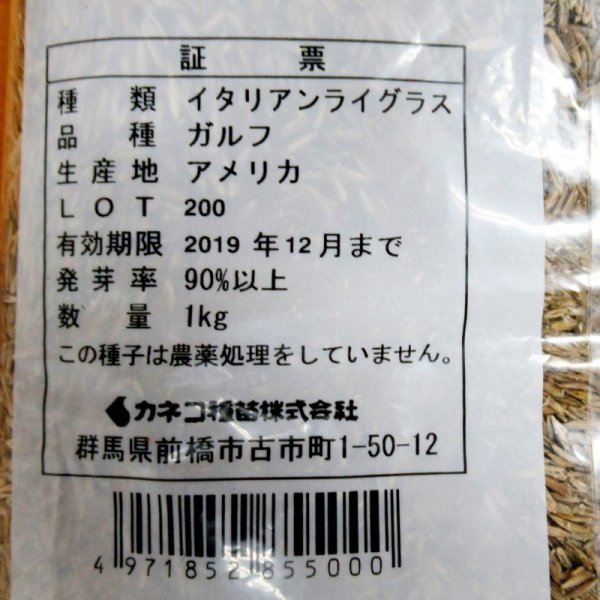 証 票
種 類 イタリアンライグラス
品 種 ガルフ
生産地 アメリカ
LOT 200
有効期限 2019 年 12 月まで
発芽率 90%以上
数 量 1kg
この種子は農薬処理をしていません。
カネコ種苗株式会社
群馬県前橋市古市町1-50-12
4 971852 855000